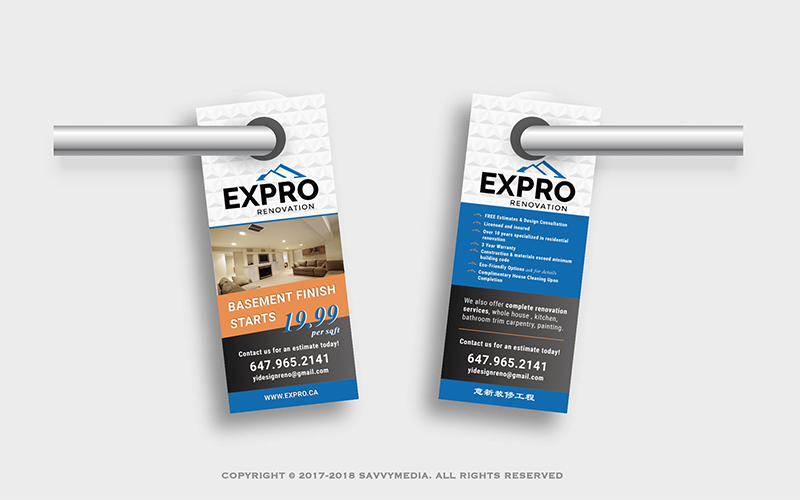 EXPRO
RENOVATION
BASEMENT FINISH
STARTS 19,99
per sqft
Contact us for an estimate today!
647.965.2141
yidesignreno@gmail.com
WWW.EXPRO.CA
EXPRO
RENOVATION
FREE Estimates & Design Consultation
Licensed and insured
Over 10 years specialized in residential
renovation
3 Year Warranty
Construction & materials exceed minimum
building code
Eco-Friendly Options ask for details
Complimentary House Cleaning Upon
Completion
We also offer complete renovation
services, whole house , kitchen,
bathroom trim carpentry, painting.
Contact us for an estimate today!
647.965.2141
yidesignreno@gmail.com
意新装修工程
COPYRIGHT © 2017-2018 SAVVYMEDIA. ALL RIGHTS RESERVED